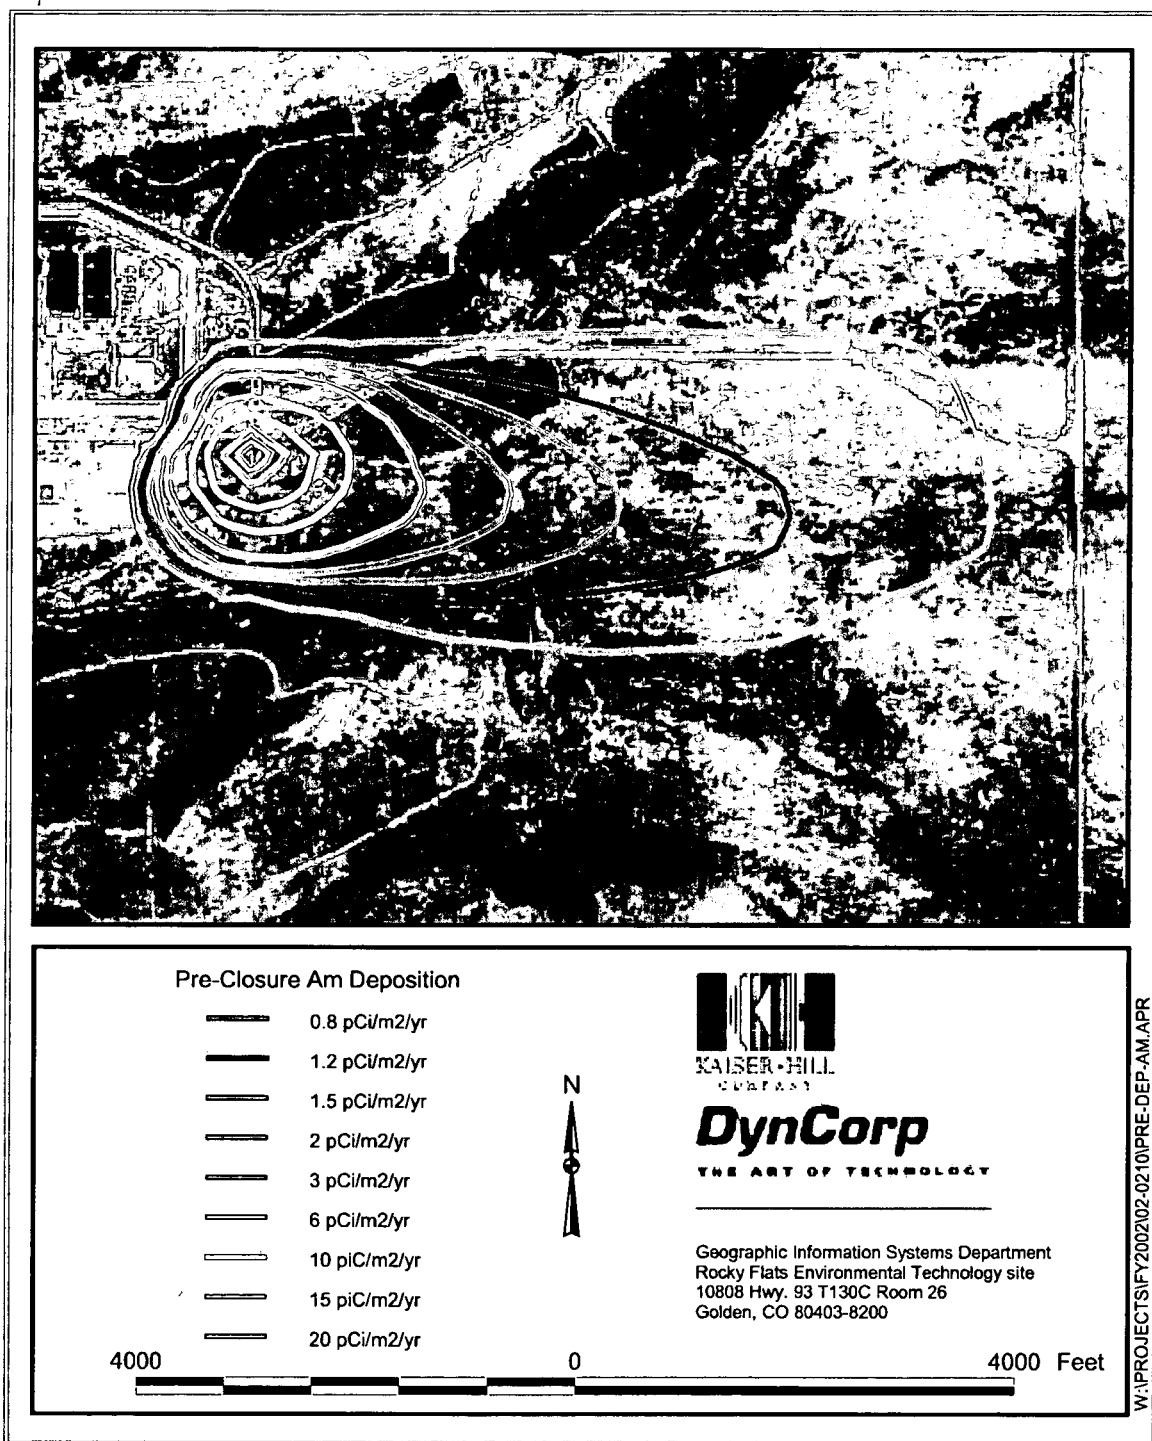 Pre-Closure Am Deposition
0.8 pCi/m2/yr
1.2 pCi/m2/yr
1.5 pCi/m2/yr
2 pCi/m2/yr
3 pCi/m2/yr
6 pCi/m2/yr
10 piC/m2/yr
15 piC/m2/yr
20 pCi/m2/yr
N
KAISER-HILL
COMPANY
DynCorp
THE ART OF TECHNOLOGY
Geographic Information Systems Department
Rocky Flats Environmental Technology site
10808 Hwy. 93 T130C Room 26
Golden, CO 80403-8200
4000 0 4000 Feet
W:\PROJECTS\FY2002\02-0210\PRE-DEP-AM.APR